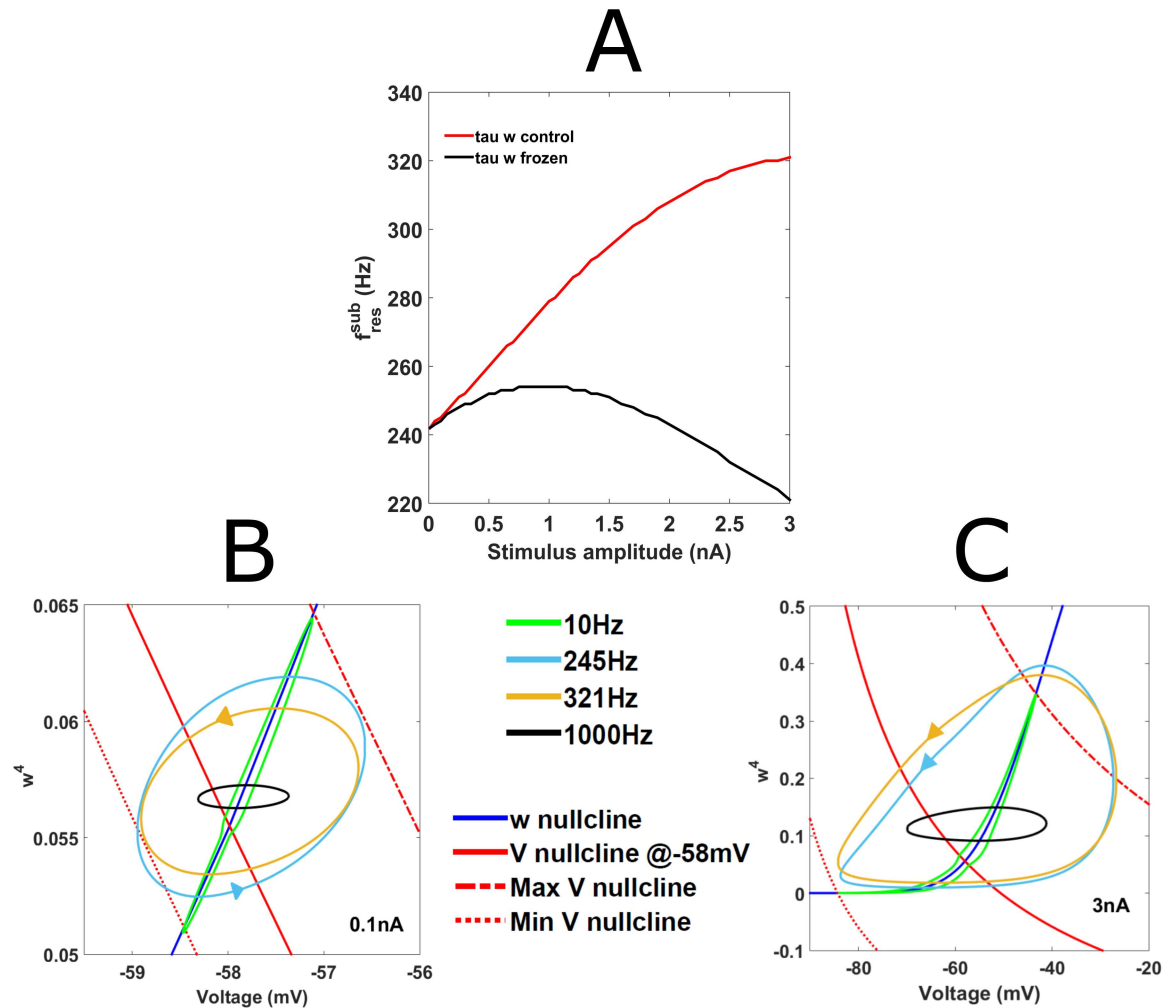 A
340
320
300
280
260
240
220
tau w control
tau w frozen
f_res^sub (Hz)
0 0.5 1 1.5 2 2.5 3
Stimulus amplitude (nA)
B
0.065
0.06
0.055
0.05
w^4
0.1nA
-59 -58 -57 -56
Voltage (mV)
10Hz
245Hz
321Hz
1000Hz
w nullcline
V nullcline @-58mV
Max V nullcline
Min V nullcline
C
0.5
0.4
0.3
0.2
0.1
0
-0.1
w^4
3nA
-80 -60 -40 -20
Voltage (mV)